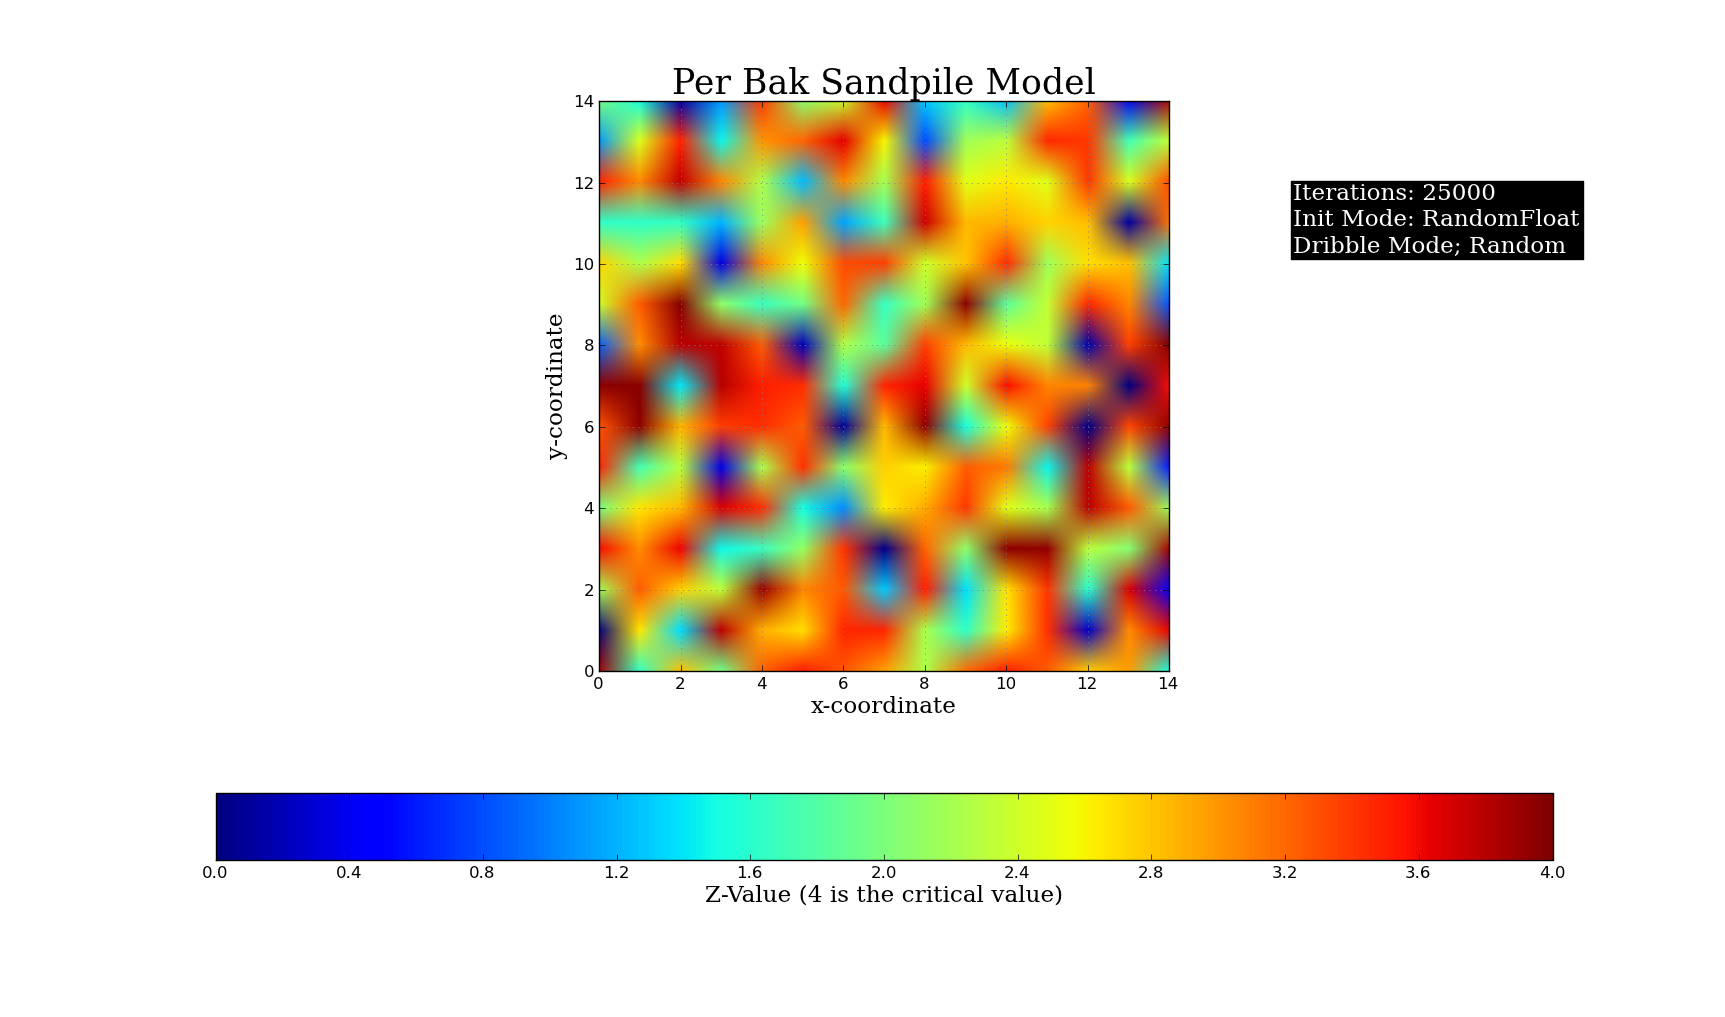 Per Bak Sandpile Model
14
12
10
8
6
4
2
0
y-coordinate
0 2 4 6 8 10 12 14
x-coordinate
Iterations: 25000
Init Mode: RandomFloat
Dribble Mode; Random
0.0 0.4 0.8 1.2 1.6 2.0 2.4 2.8 3.2 3.6 4.0
Z-Value (4 is the critical value)